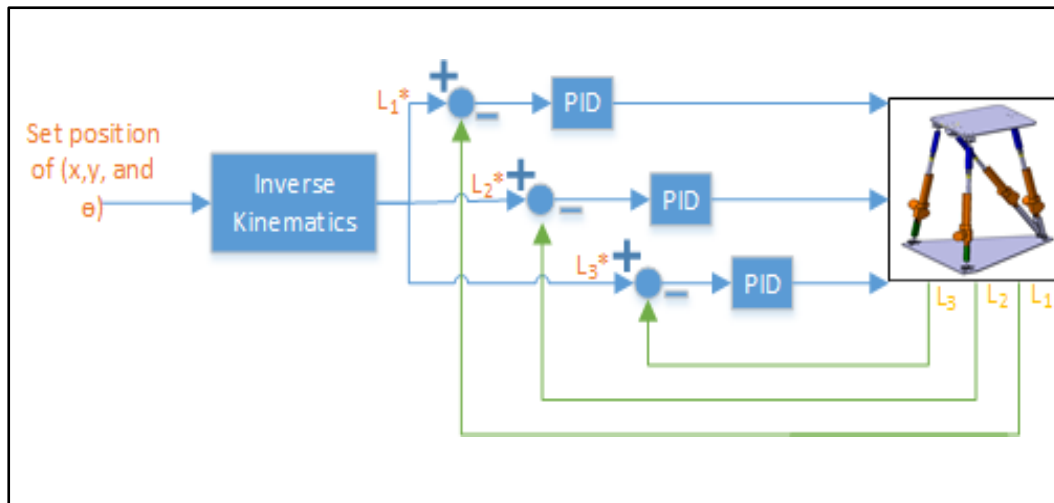 Set position
of (x,y, and
ɵ)
Inverse
Kinematics
L₁*
+
-
PID
L₂*
+
-
PID
L₃*
+
-
PID
L₃
L₂
L₁